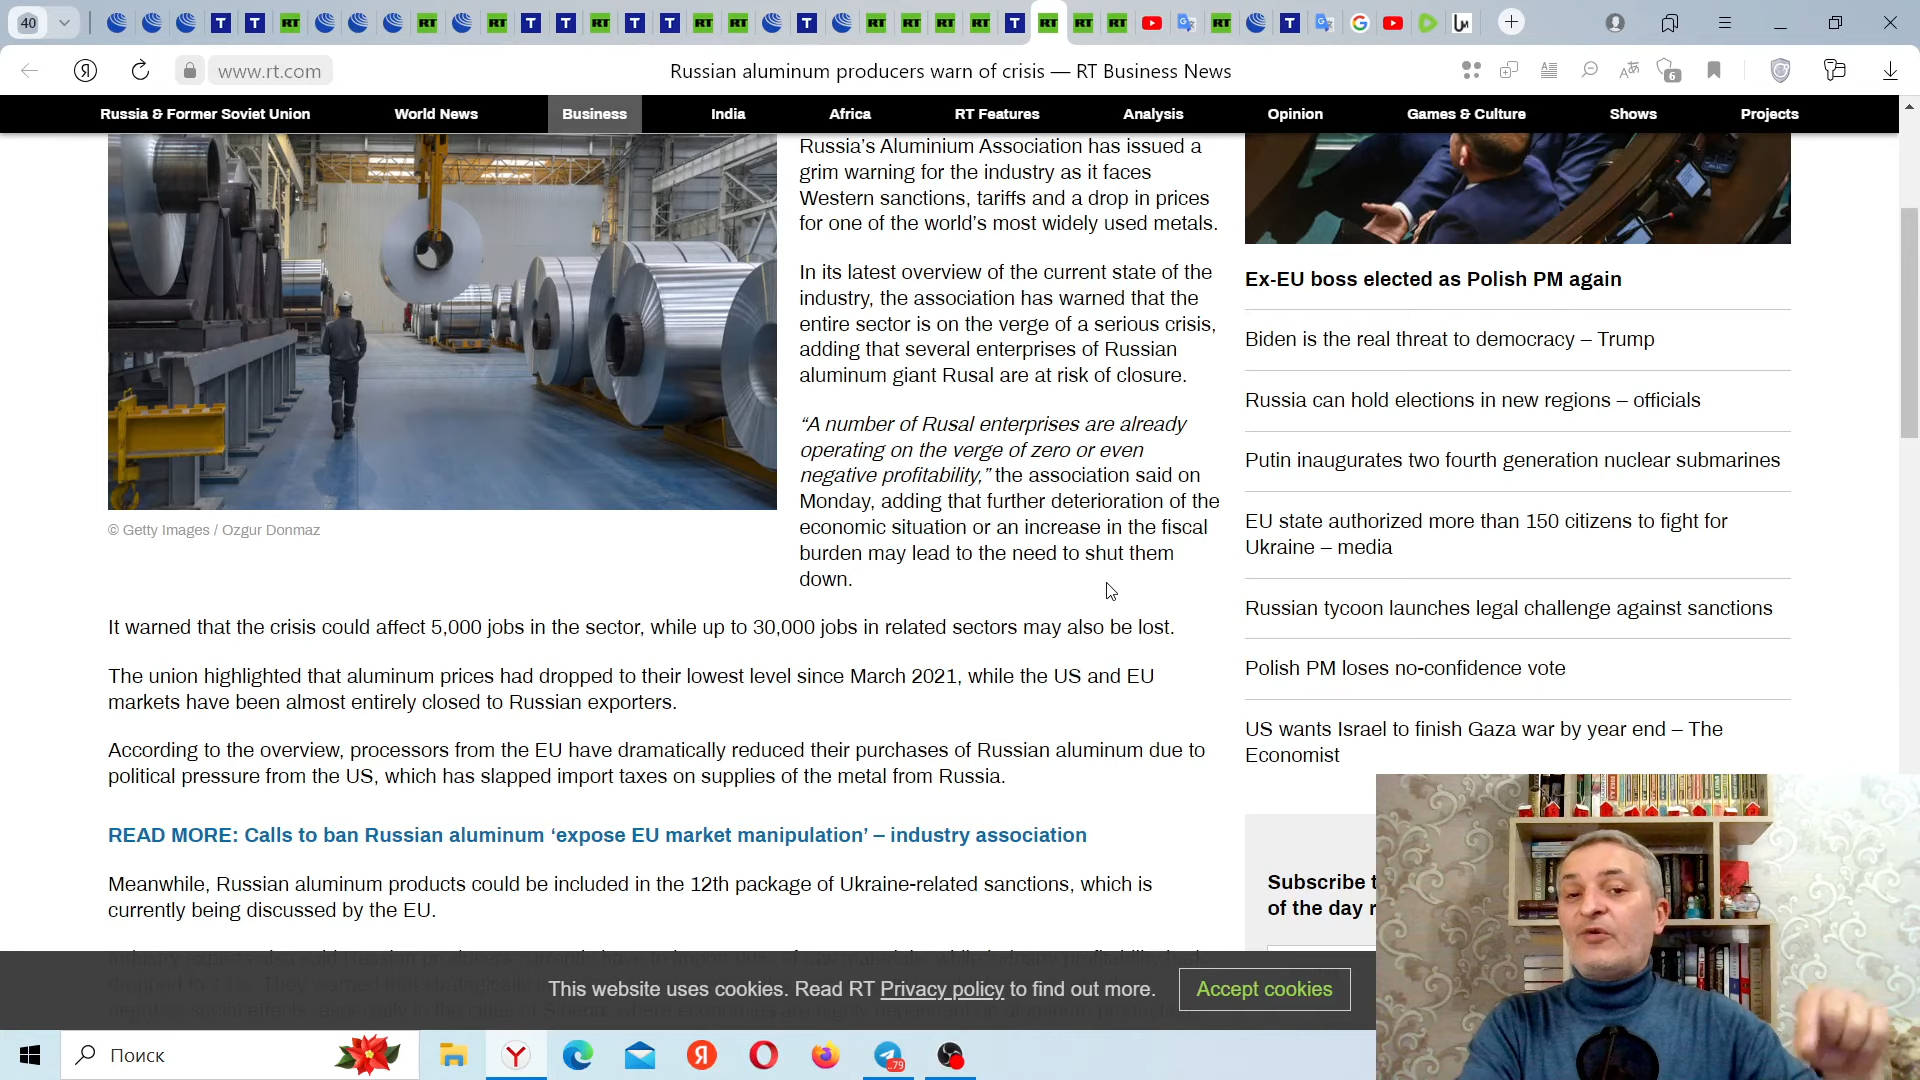 40
www.rt.com
Russian aluminum producers warn of crisis — RT Business News
6
Russia & Former Soviet Union World News Business India Africa RT Features Analysis Opinion Games & Culture Shows Projects
Russia's Aluminium Association has issued a
grim warning for the industry as it faces
Western sanctions, tariffs and a drop in prices
for one of the world's most widely used metals.
In its latest overview of the current state of the
industry, the association has warned that the
entire sector is on the verge of a serious crisis,
adding that several enterprises of Russian
aluminum giant Rusal are at risk of closure.
“A number of Rusal enterprises are already
operating on the verge of zero or even
negative profitability,” the association said on
Monday, adding that further deterioration of the
economic situation or an increase in the fiscal
burden may lead to the need to shut them
down.
© Getty Images / Ozgur Donmaz
It warned that the crisis could affect 5,000 jobs in the sector, while up to 30,000 jobs in related sectors may also be lost.
The union highlighted that aluminum prices had dropped to their lowest level since March 2021, while the US and EU
markets have been almost entirely closed to Russian exporters.
According to the overview, processors from the EU have dramatically reduced their purchases of Russian aluminum due to
political pressure from the US, which has slapped import taxes on supplies of the metal from Russia.
READ MORE: Calls to ban Russian aluminum ‘expose EU market manipulation’ – industry association
Meanwhile, Russian aluminum products could be included in the 12th package of Ukraine-related sanctions, which is
currently being discussed by the EU.
Ex-EU boss elected as Polish PM again
Biden is the real threat to democracy – Trump
Russia can hold elections in new regions – officials
Putin inaugurates two fourth generation nuclear submarines
EU state authorized more than 150 citizens to fight for
Ukraine – media
Russian tycoon launches legal challenge against sanctions
Polish PM loses no-confidence vote
US wants Israel to finish Gaza war by year end – The
Economist
Subscribe t
of the day r
This website uses cookies. Read RT Privacy policy to find out more. Accept cookies
Поиск
79